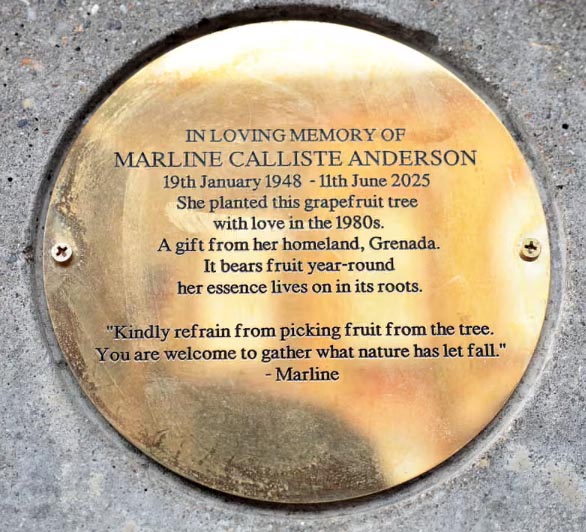 IN LOVING MEMORY OF
MARLINE CALLISTE ANDERSON
19th January 1948 - 11th June 2025
She planted this grapefruit tree
with love in the 1980s.
A gift from her homeland, Grenada.
It bears fruit year-round
her essence lives on in its roots.
"Kindly refrain from picking fruit from the tree.
You are welcome to gather what nature has let fall."
- Marline